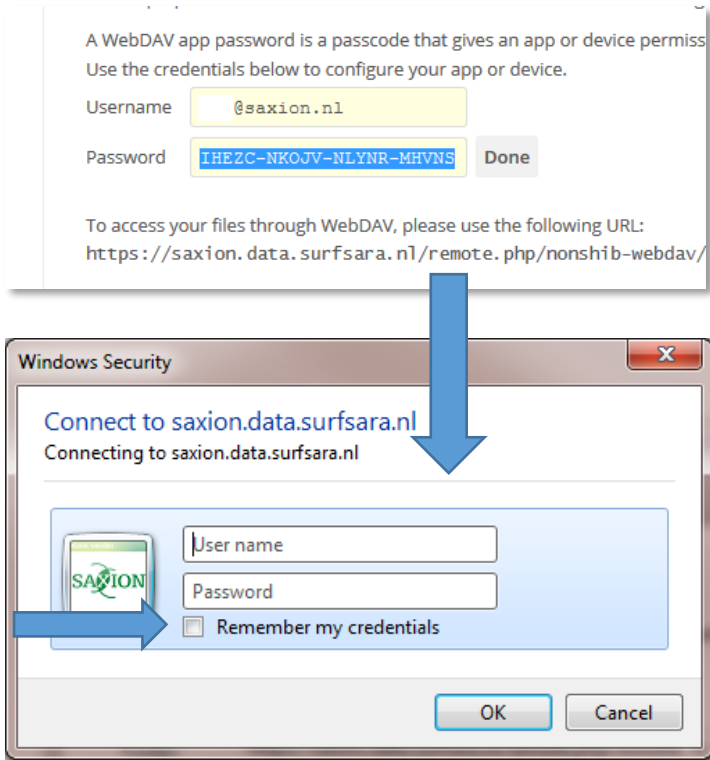 A WebDAV app password is a passcode that gives an app or device permiss
Use the credentials below to configure your app or device.
Username @saxion.nl
Password IHEZC-NKOJV-NLYNR-MHVNS Done
To access your files through WebDAV, please use the following URL:
https://saxion.data.surfsara.nl/remote.php/nonshib-webdav/
Windows Security
Connect to saxion.data.surfsara.nl
Connecting to saxion.data.surfsara.nl
User name
SAXION
Password
Remember my credentials
OK Cancel